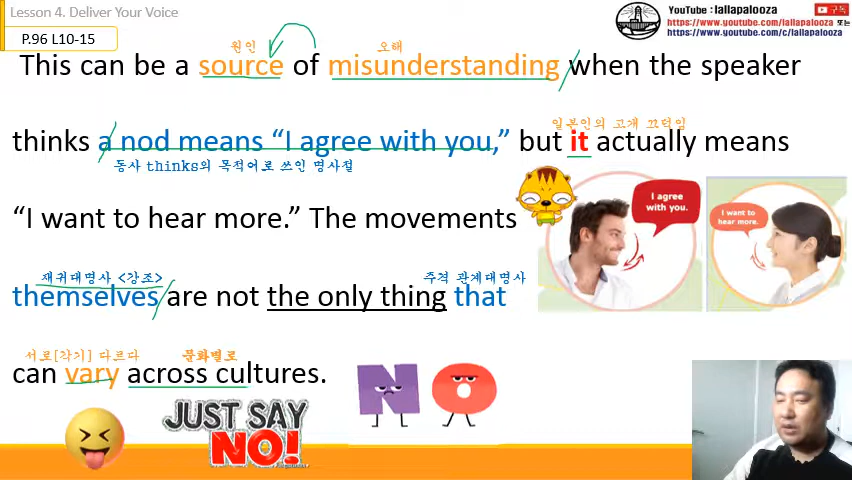 Lesson 4. Deliver Your Voice
YouTube : lallapalooza 구독
https://www.youtube.com/lallapalooza 또는
https://www.youtube.com/c/lallapalooza
P.96 L10-15
원인 오해
This can be a source of misunderstanding when the speaker
일본인의 고개 끄덕임
thinks a nod means “I agree with you,” but it actually means
동사 thinks의 목적어로 쓰인 명사절
“I want to hear more.” The movements
I agree
with you.
I want to
hear more.
재귀대명사 <강조> 주격 관계대명사
themselves are not the only thing that
서로[각기] 다르다 문화별로
can vary across cultures.
NO
JUST SAY
NO!